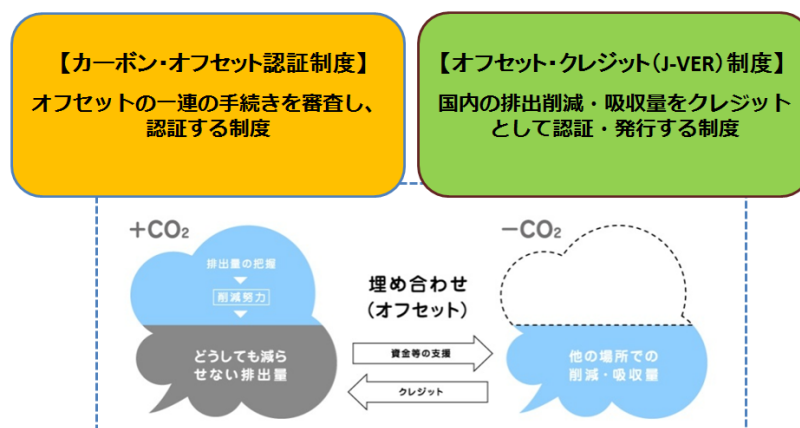 【カーボン・オフセット認証制度】
オフセットの一連の手続きを審査し、
認証する制度
【オフセット・クレジット(J-VER)制度】
国内の排出削減・吸収量をクレジット
として認証・発行する制度
+CO₂
排出量の把握
削減努力
どうしても減ら
せない排出量
埋め合わせ
(オフセット)
資金等の支援
クレジット
−CO₂
他の場所での
削減・吸収量